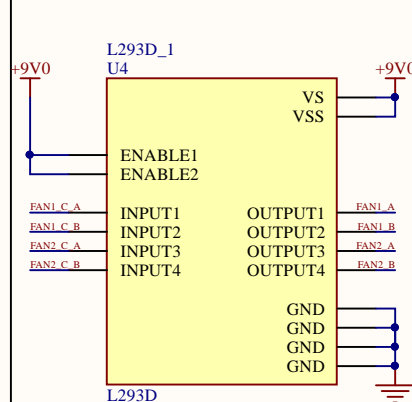 L293D_1
U4
+9V0
+9V0
VS
VSS
ENABLE1
ENABLE2
FAN1_C_A INPUT1 OUTPUT1 FAN1_A
FAN1_C_B INPUT2 OUTPUT2 FAN1_B
FAN2_C_A INPUT3 OUTPUT3 FAN2_A
FAN2_C_B INPUT4 OUTPUT4 FAN2_B
GND
GND
GND
GND
L293D